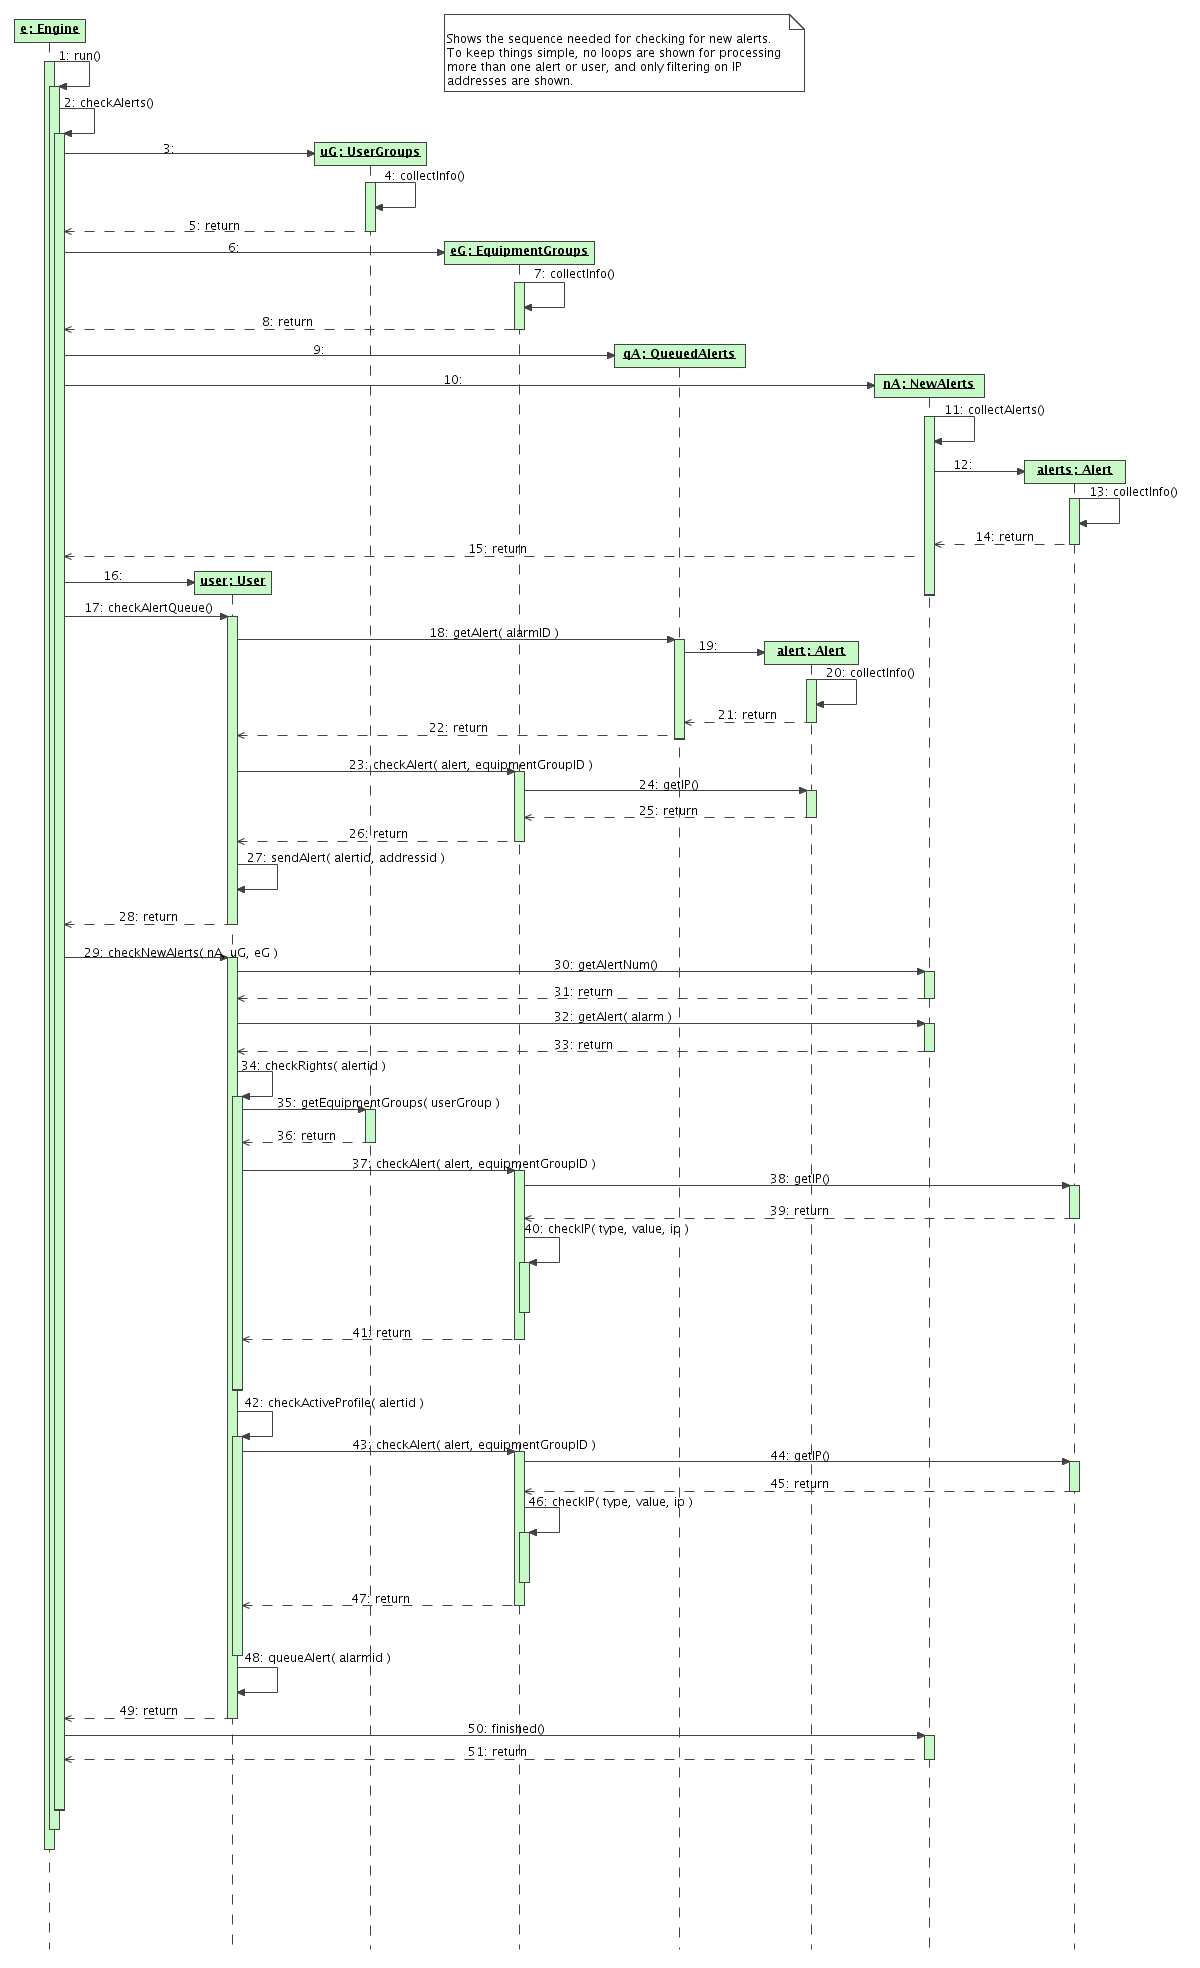 e : Engine
Shows the sequence needed for checking for new alerts.
To keep things simple, no loops are shown for processing
more than one alert or user, and only filtering on IP
addresses are shown.
1: run()
2: checkAlerts()
3:
uG : UserGroups
4: collectInfo()
5: return
6:
eG : EquipmentGroups
7: collectInfo()
8: return
9:
qA : QueuedAlerts
10:
nA : NewAlerts
11: collectAlerts()
12:
alerts : Alert
13: collectInfo()
14: return
15: return
16:
user : User
17: checkAlertQueue()
18: getAlert( alarmID )
19:
alert : Alert
20: collectInfo()
21: return
22: return
23: checkAlert( alert, equipmentGroupID )
24: getIP()
25: return
26: return
27: sendAlert( alertid, addressid )
28: return
29: checkNewAlerts( nA, uG, eG )
30: getAlertNum()
31: return
32: getAlert( alarm )
33: return
34: checkRights( alertid )
35: getEquipmentGroups( userGroup )
36: return
37: checkAlert( alert, equipmentGroupID )
38: getIP()
39: return
40: checkIP( type, value, ip )
41: return
42: checkActiveProfile( alertid )
43: checkAlert( alert, equipmentGroupID )
44: getIP()
45: return
46: checkIP( type, value, ip )
47: return
48: queueAlert( alarmid )
49: return
50: finished()
51: return